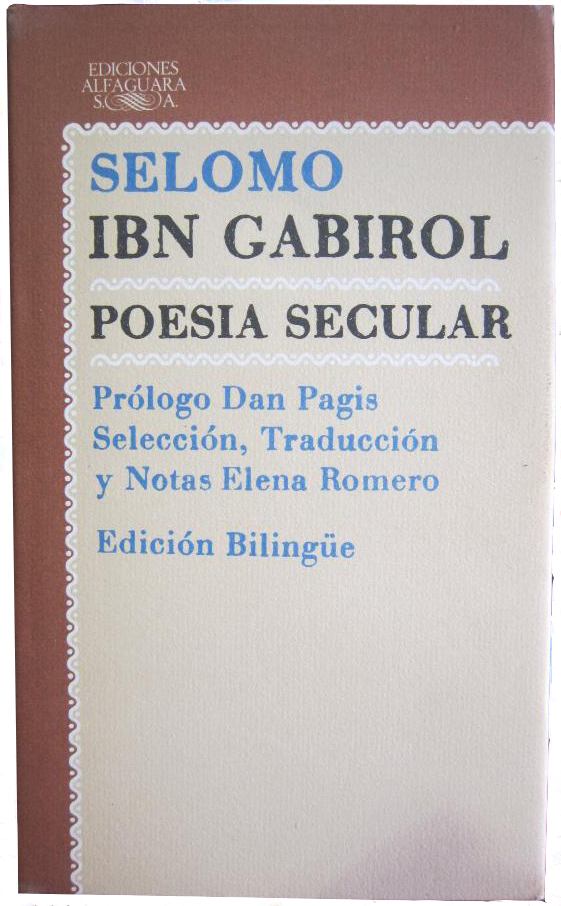 EDICIONES
ALFAGUARA
S. A.
SELOMO
IBN GABIROL
POESIA SECULAR
Prólogo Dan Pagis
Selección, Traducción
y Notas Elena Romero
Edición Bilingüe